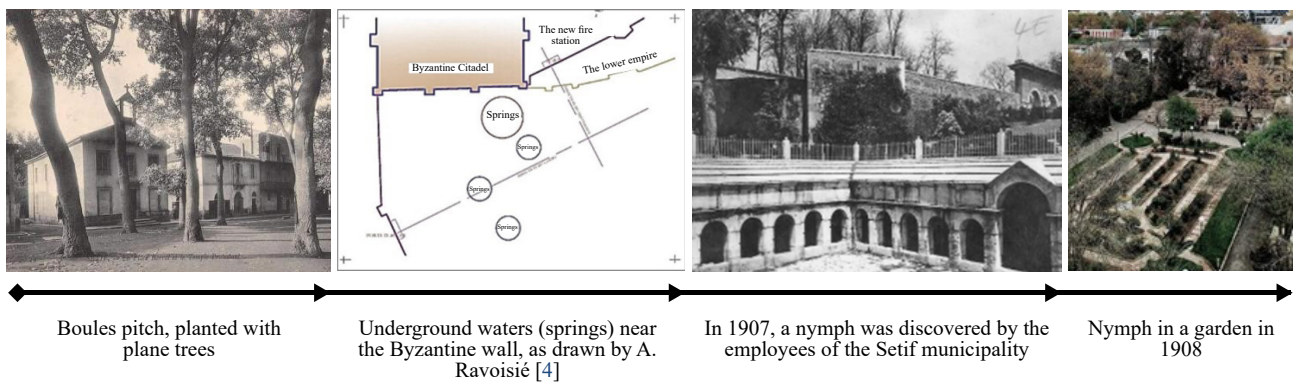 4E
The new fire
station
Byzantine Citadel
The lower empire
Springs
Springs
Springs
Springs
Boules pitch, planted with
plane trees
Underground waters (springs) near
the Byzantine wall, as drawn by A.
Ravoisié [4]
In 1907, a nymph was discovered by the
employees of the Setif municipality
Nymph in a garden in
1908